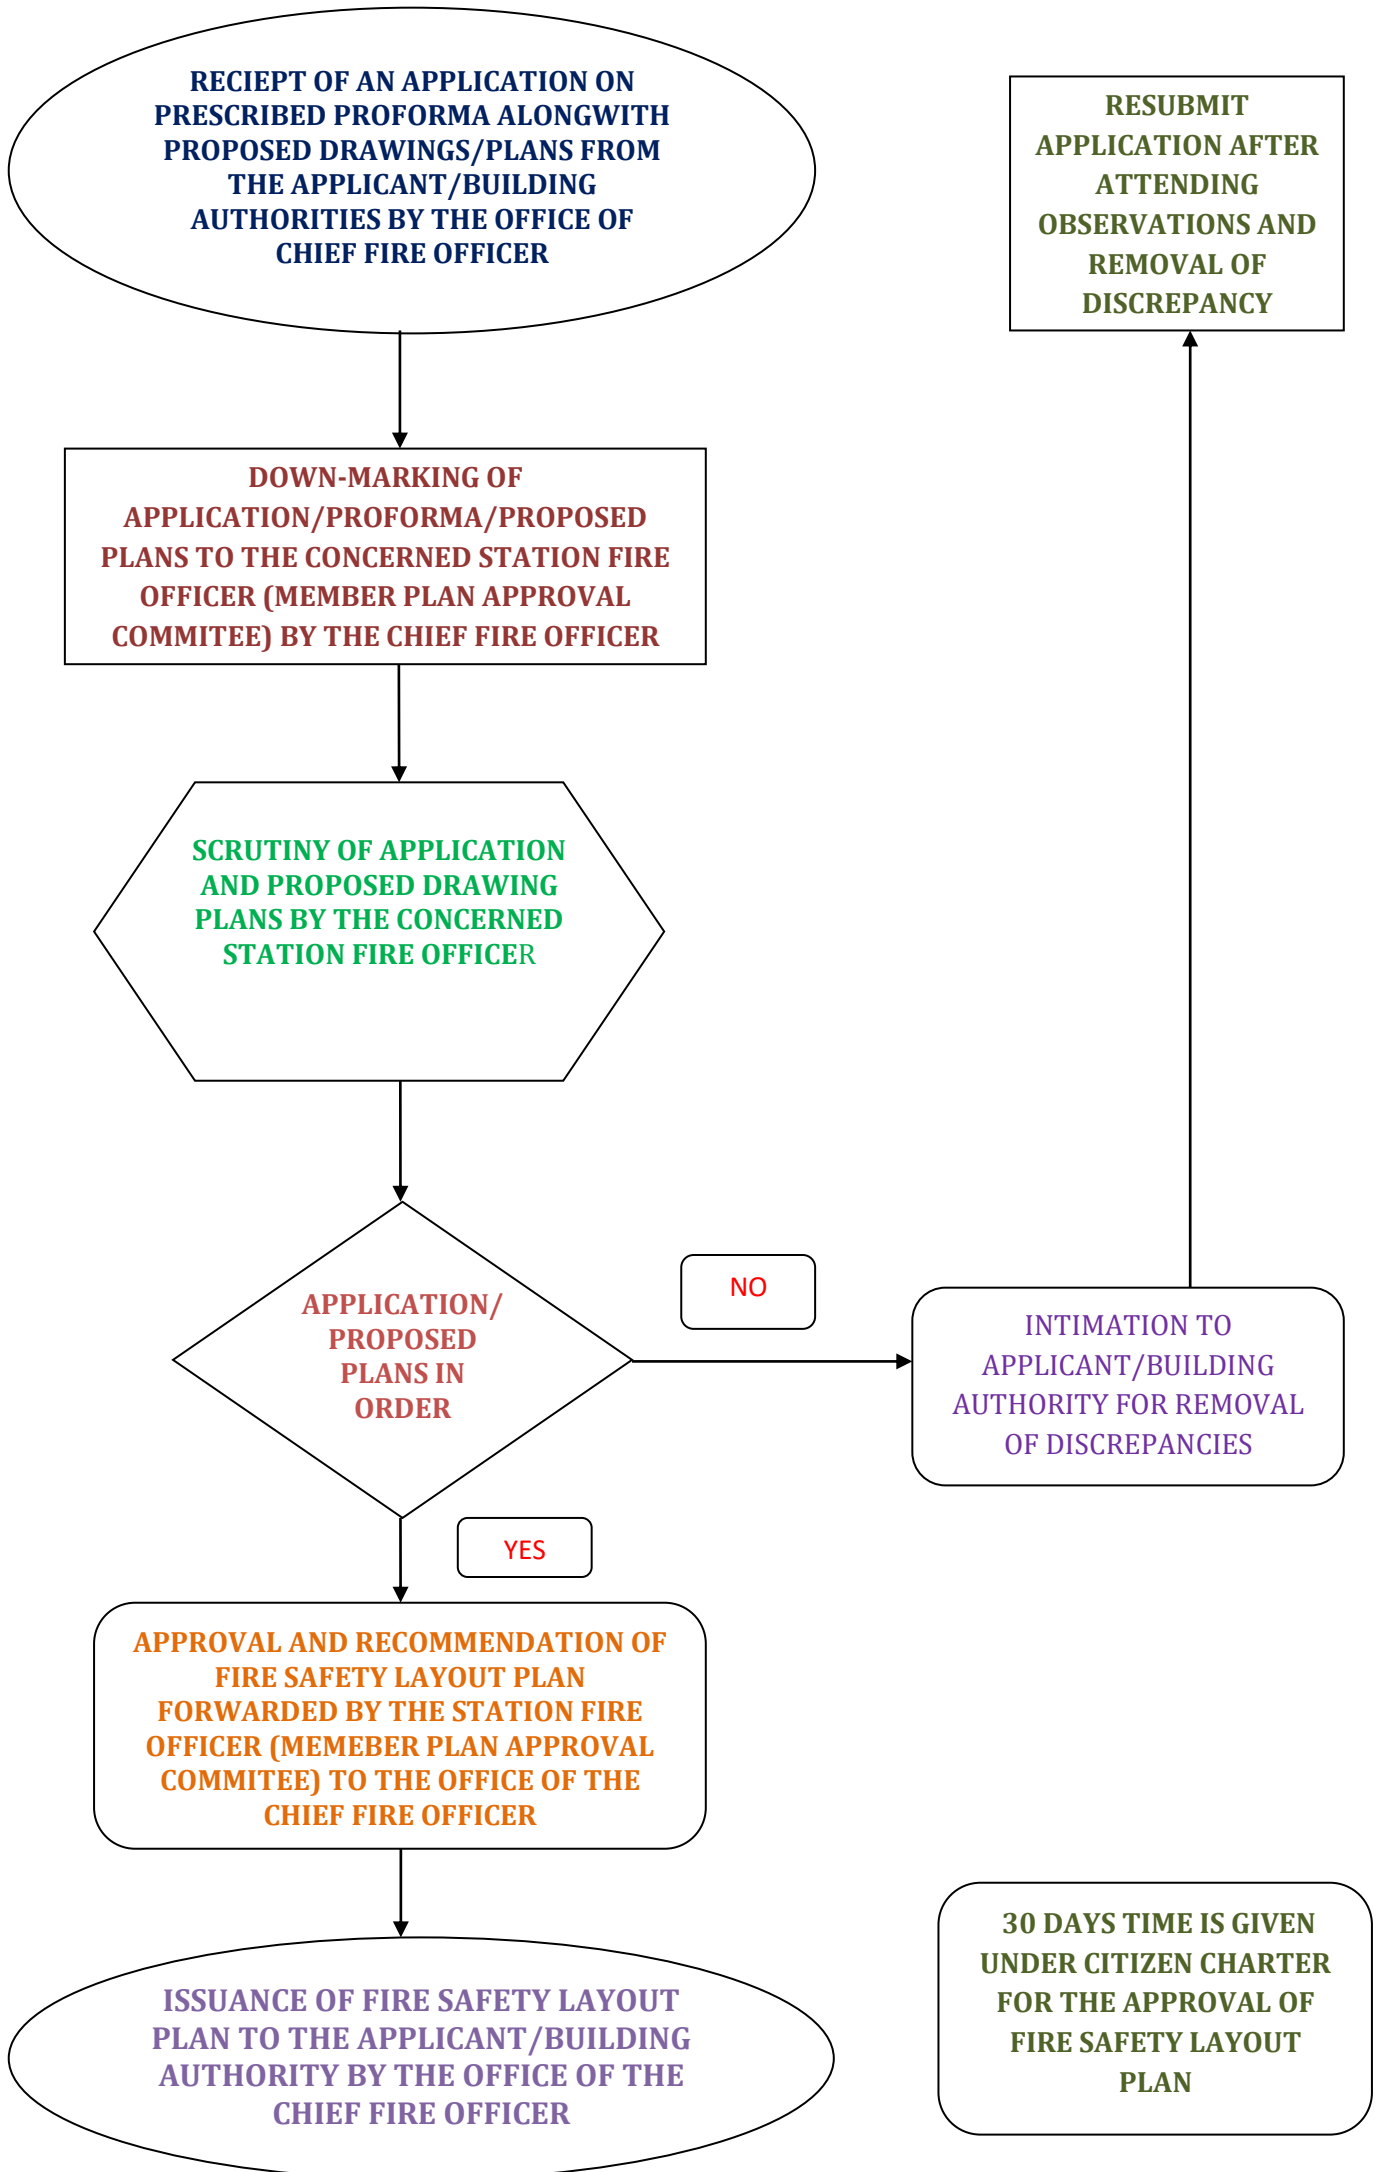 RECIEPT OF AN APPLICATION ON
PRESCRIBED PROFORMA ALONGWITH
PROPOSED DRAWINGS/PLANS FROM
THE APPLICANT/BUILDING
AUTHORITIES BY THE OFFICE OF
CHIEF FIRE OFFICER
RESUBMIT
APPLICATION AFTER
ATTENDING
OBSERVATIONS AND
REMOVAL OF
DISCREPANCY
DOWN-MARKING OF
APPLICATION/PROFORMA/PROPOSED
PLANS TO THE CONCERNED STATION FIRE
OFFICER (MEMBER PLAN APPROVAL
COMMITEE) BY THE CHIEF FIRE OFFICER
SCRUTINY OF APPLICATION
AND PROPOSED DRAWING
PLANS BY THE CONCERNED
STATION FIRE OFFICER
APPLICATION/
PROPOSED
PLANS IN
ORDER
NO
INTIMATION TO
APPLICANT/BUILDING
AUTHORITY FOR REMOVAL
OF DISCREPANCIES
YES
APPROVAL AND RECOMMENDATION OF
FIRE SAFETY LAYOUT PLAN
FORWARDED BY THE STATION FIRE
OFFICER (MEMEBER PLAN APPROVAL
COMMITEE) TO THE OFFICE OF THE
CHIEF FIRE OFFICER
ISSUANCE OF FIRE SAFETY LAYOUT
PLAN TO THE APPLICANT/BUILDING
AUTHORITY BY THE OFFICE OF THE
CHIEF FIRE OFFICER
30 DAYS TIME IS GIVEN
UNDER CITIZEN CHARTER
FOR THE APPROVAL OF
FIRE SAFETY LAYOUT
PLAN